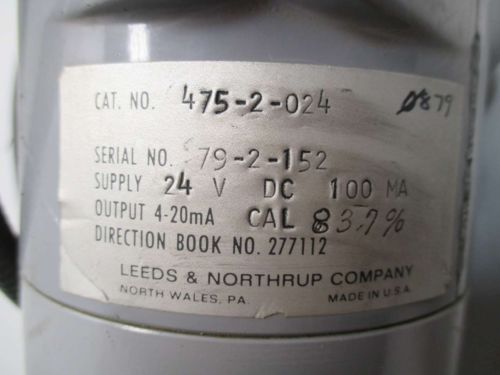 CAT. NO. 475-2-024 0879
SERIAL NO. 79-2-152
SUPPLY 24 V DC 100 MA
OUTPUT 4-20mA CAL 83.7%
DIRECTION BOOK NO. 277112
LEEDS & NORTHRUP COMPANY
NORTH WALES, PA. MADE IN U.S.A.